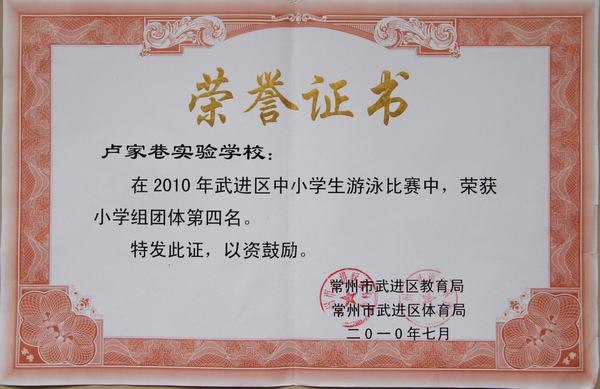 荣誉证书
卢家巷实验学校：
在2010年武进区中小学生游泳比赛中，荣获
小学组团体第四名。
特发此证，以资鼓励。
常州市武进区教育局
常州市武进区体育局
二0一0年七月